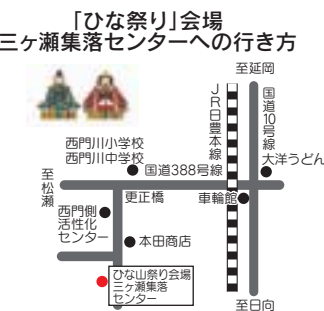 「ひな祭り」会場
三ヶ瀬集落センターへの行き方
至延岡
JR日豊本線
国道10号線
西門川小学校
西門川中学校
大洋うどん
国道388号線
至松瀬
更正橋
車輪館
西門側
活性化
センター
本田商店
ひな山祭り会場
三ヶ瀬集落
センター
至日向